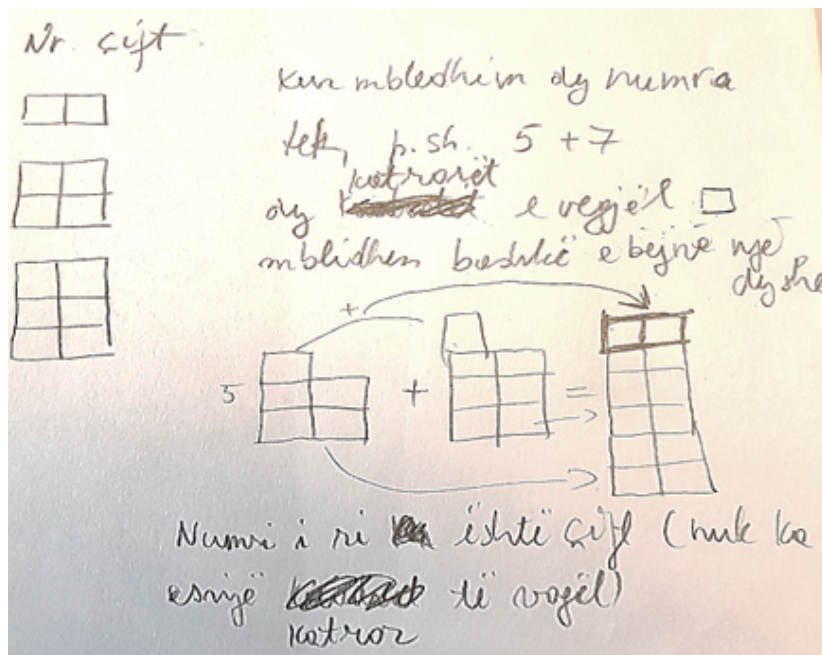 Nr. çift
Kur mbledhim dy numra
tek, p.sh. 5 + 7
katrorët
dy e vegjël
mblidhen bashkë e bëjnë një
dyshe
+
5 + =
Numri i ri është çift (nuk ka
asnjë të vogël)
katror